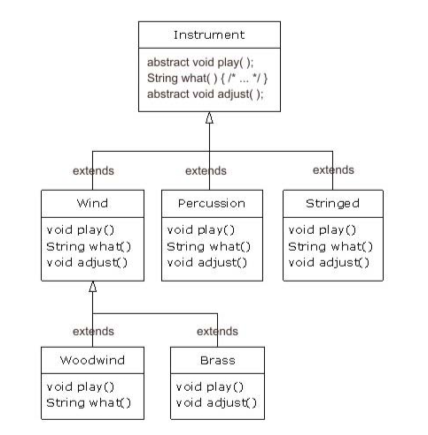 Instrument
abstract void play( );
String what( ) { /* ... */ }
abstract void adjust( );
extends extends extends
Wind Percussion Stringed
void play() void play() void play()
String what() String what() String what()
void adjust() void adjust() void adjust()
extends extends
Woodwind Brass
void play() void play()
String what() void adjust()